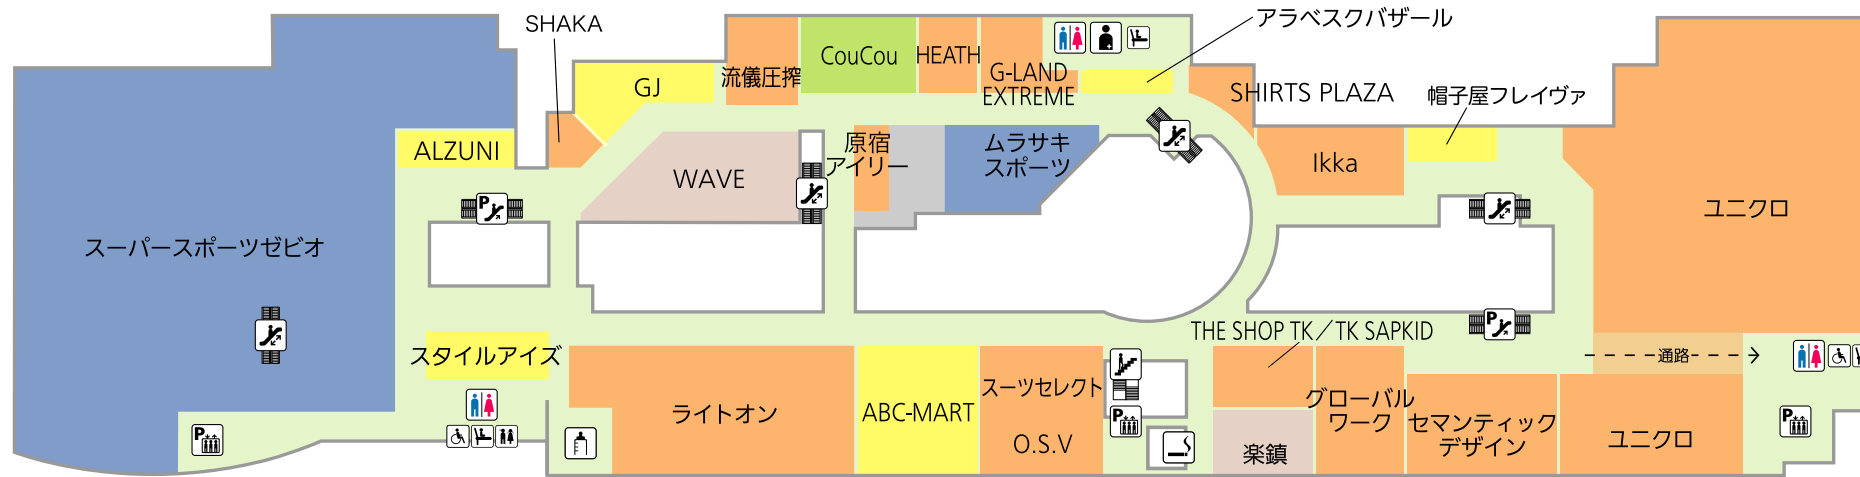 SHAKA
アラベスクバザール
GJ
流儀圧搾
CouCou
HEATH
G-LAND
EXTREME
SHIRTS PLAZA
帽子屋フレイヴァ
ALZUNI
WAVE
原宿
アイリー
ムラサキ
スポーツ
Ikka
ユニクロ
P
スーパースポーツゼビオ
P
THE SHOP TK／TK SAPKID
スタイルアイズ
通路
ライトオン
ABC-MART
スーツセレクト
O.S.V
グローバル
ワーク
セマンティック
デザイン
ユニクロ
楽鎮
P
P
P